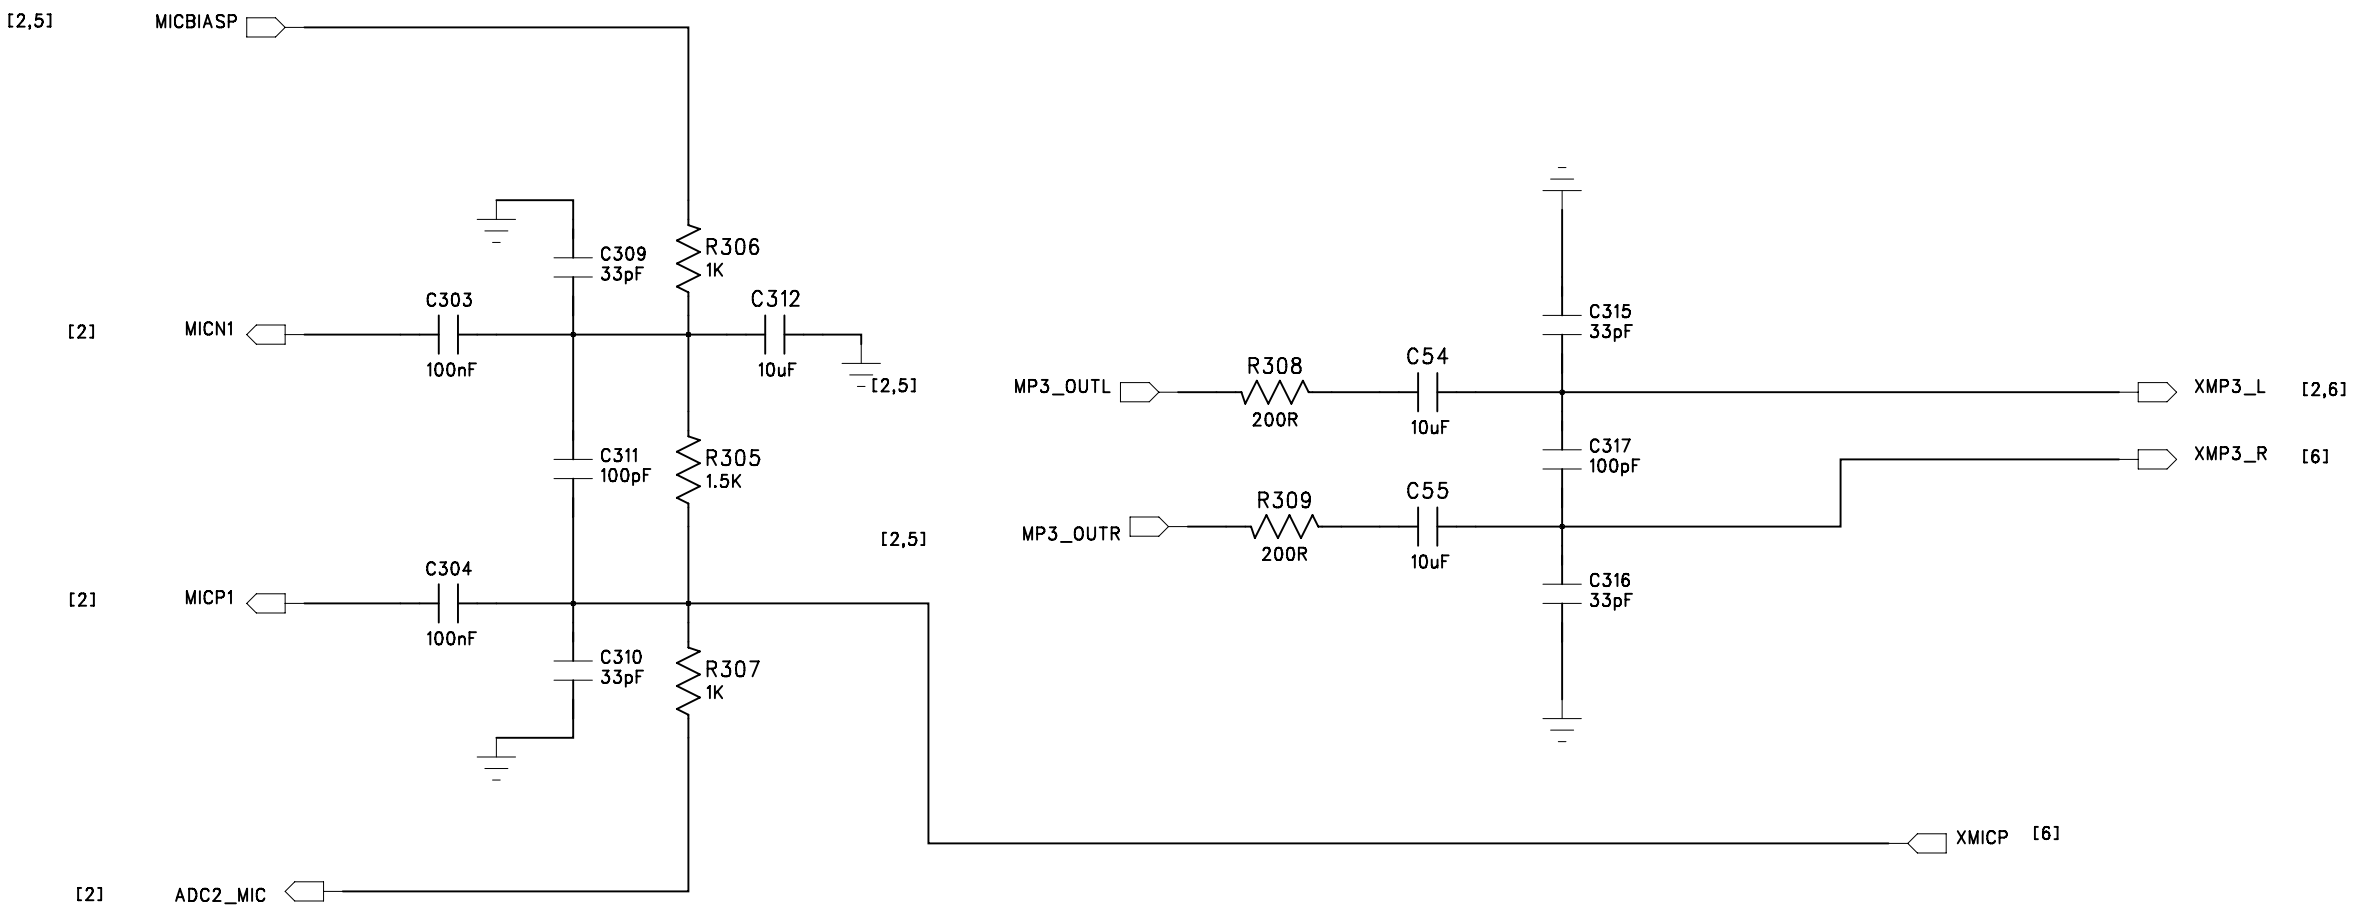 [2,5]
MICBIASP
C309
33pF
R306
1K
C303
100nF
C312
10uF
[2]
MICN1
[2,5]
C315
33pF
MP3_OUTL
R308
200R
C54
10uF
XMP3_L
[2,6]
C311
100pF
R305
1.5K
C317
100pF
XMP3_R
[6]
[2,5]
MP3_OUTR
R309
200R
C55
10uF
C316
33pF
[2]
MICP1
C304
100nF
C310
33pF
R307
1K
XMICP
[6]
[2]
ADC2_MIC